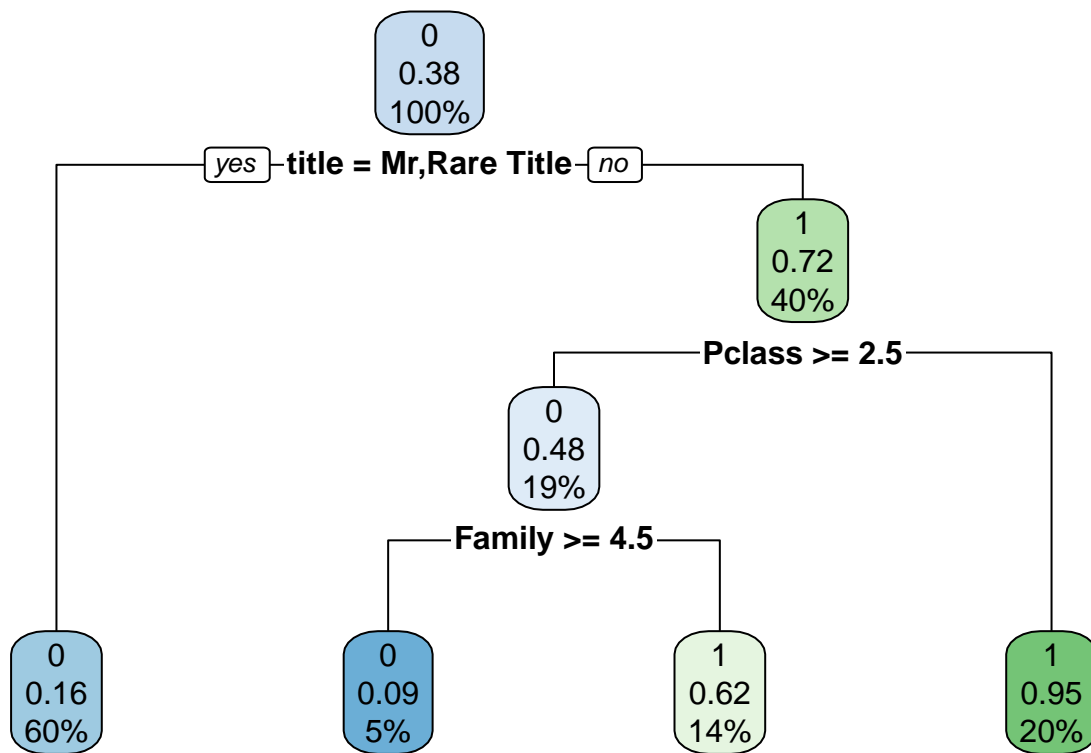 0
0.38
100%
yes title = Mr,Rare Title no
1
0.72
40%
Pclass >= 2.5
0
0.48
19%
Family >= 4.5
0 0 1 1
0.16 0.09 0.62 0.95
60% 5% 14% 20%